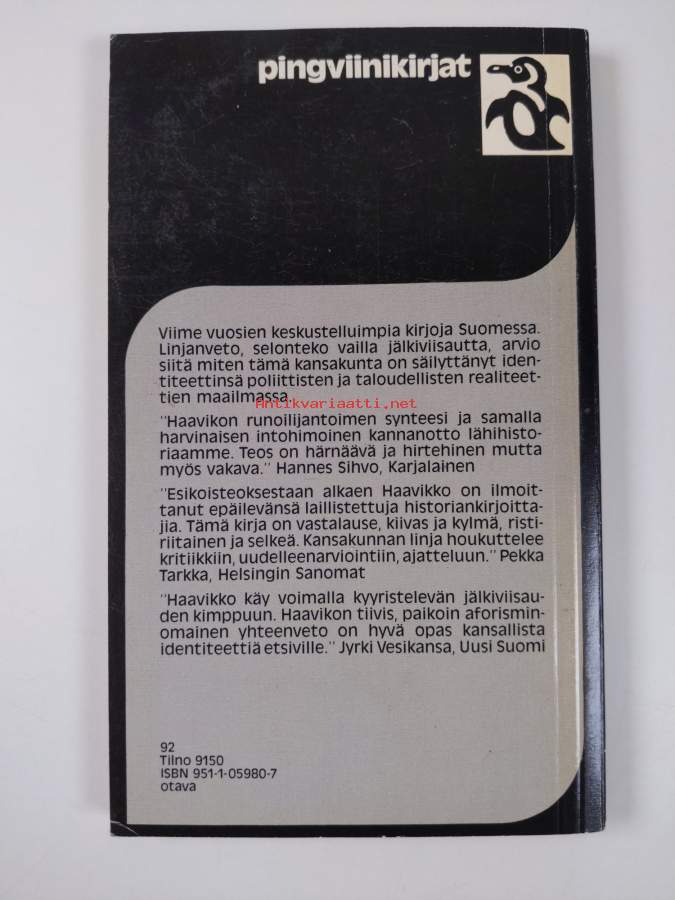 pingviinikirjat
Viime vuosien keskustelluimpia kirjoja Suomessa.
Linjanveto, selonteko vailla jälkiviisautta, arvio
siitä miten tämä kansakunta on säilyttänyt iden-
titeettinsä poliittisten ja taloudellisten realiteet-
tien maailmassa.
Antikvariaatti.net
"Haavikon runoilijantoimen synteesi ja samalla
harvinaisen intohimoinen kannanotto lähihisto-
riaamme. Teos on härnäävä ja hirtehinen mutta
myös vakava." Hannes Sihvo, Karjalainen
"Esikoisteoksestaan alkaen Haavikko on ilmoit-
tanut epäilevänsä laillistettuja historiankirjoitta-
jia. Tämä kirja on vastalause, kiivas ja kylmä, risti-
riitainen ja selkeä. Kansakunnan linja houkuttelee
kritiikkiin, uudelleenarviointiin, ajatteluun." Pekka
Tarkka, Helsingin Sanomat
"Haavikko käy voimalla kyyristelevän jälkiviisau-
den kimppuun. Haavikon tiivis, paikoin aforismin-
omainen yhteenveto on hyvä opas kansallista
identiteettiä etsiville." Jyrki Vesikansa, Uusi Suomi
92
Tilno 9150
ISBN 951-1-05980-7
otava